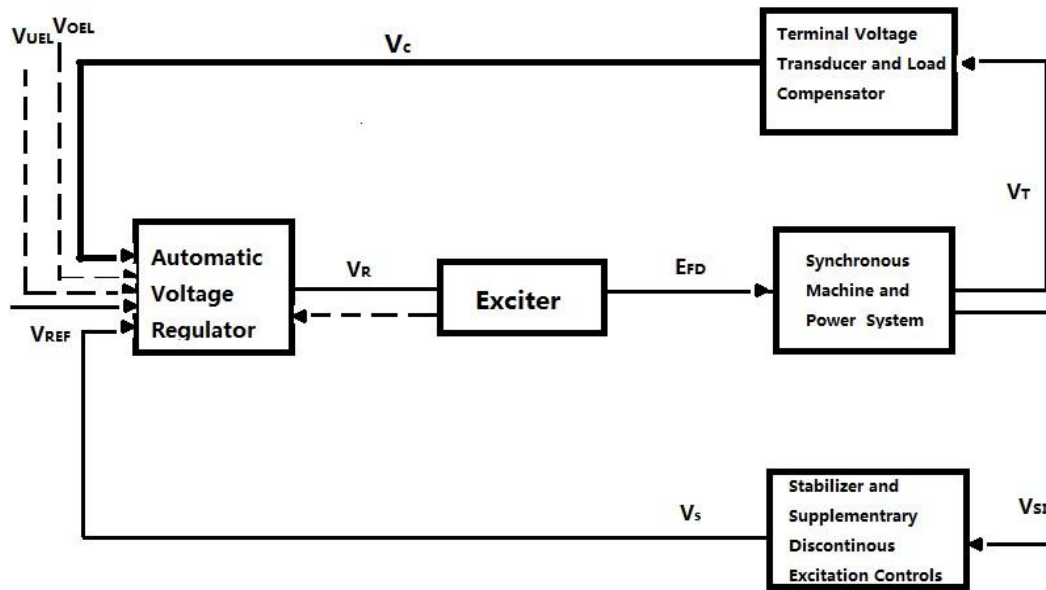 VUEL
VOEL
VC
Terminal Voltage
Transducer and Load
Compensator
VT
Automatic
Voltage
Regulator
VR
Exciter
EFD
Synchronous
Machine and
Power System
VREF
VS
Stabilizer and
Supplementrary
Discontinous
Excitation Controls
VSI